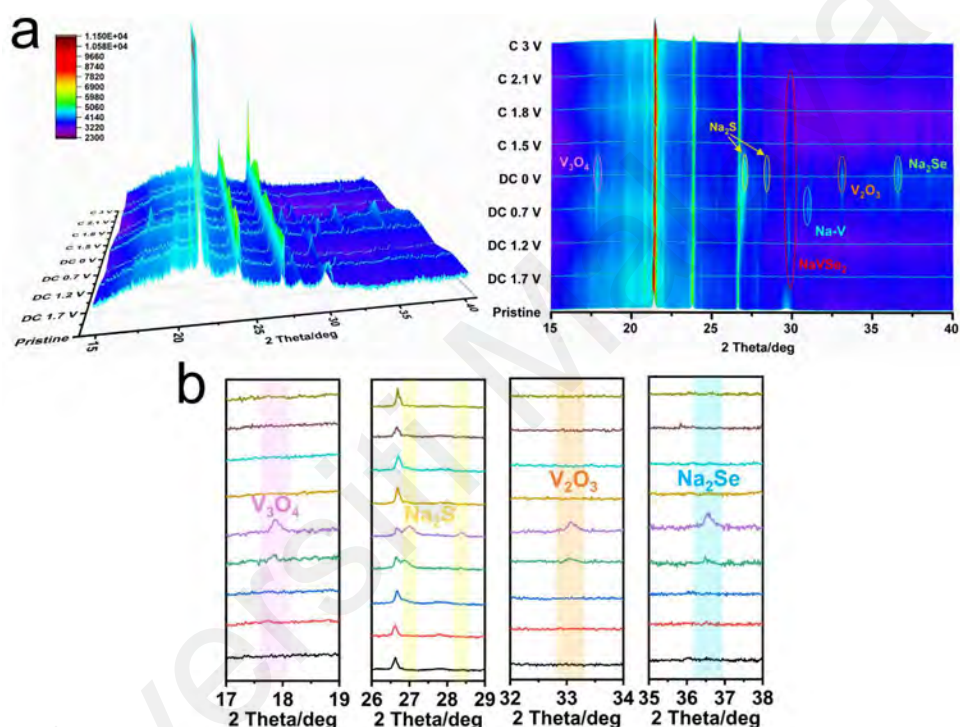 a
1.150E+04
1.058E+04
9660
8740
7820
6900
5980
5060
4140
3220
2300
C 3 V
C 2.1 V
C 1.8 V
C 1.5 V
DC 0 V
DC 0.7 V
DC 1.2 V
DC 1.7 V
Pristine
15 20 25 30 35 40
2 Theta/deg
C 3 V
C 2.1 V
C 1.8 V
C 1.5 V
DC 0 V
DC 0.7 V
DC 1.2 V
DC 1.7 V
Pristine
Na₂S
V₃O₄
Na₂Se
V₂O₃
Na-V
15 20 25 30 35 40
2 Theta/deg
b
V₃O₄
Na₂S
V₂O₃
Na₂Se
17 18 19
26 27 28 29
32 33 34
35 36 37 38
2 Theta/deg
2 Theta/deg
2 Theta/deg
2 Theta/deg